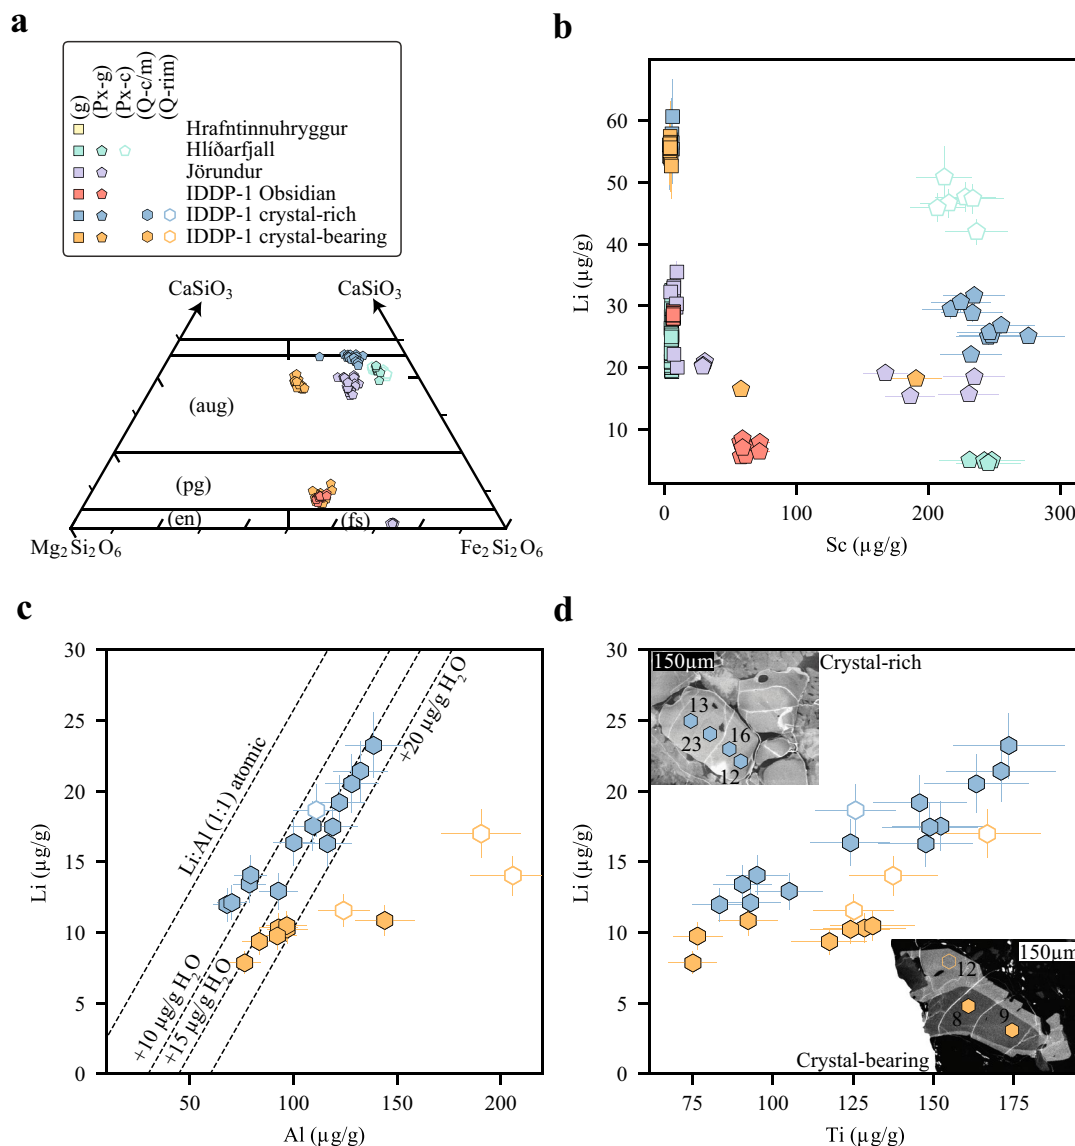 a
(g)
(Px-g)
(Px-c)
(Q-c/m)
(Q-rim)
Hrafntinnuhryggur
Hlíðarfjall
Jörundur
IDDP-1 Obsidian
IDDP-1 crystal-rich
IDDP-1 crystal-bearing
CaSiO3 CaSiO3
(aug)
(pg)
(en) (fs)
Mg2Si2O6 Fe2Si2O6
b
Li (µg/g)
60
50
40
30
20
10
0 100 200 300
Sc (µg/g)
c
Li (µg/g)
30
25
20
15
10
5
0
Li:Al (1:1) atomic
+10 µg/g H2O
+15 µg/g H2O
+20 µg/g H2O
50 100 150 200
Al (µg/g)
d
Li (µg/g)
30
25
20
15
10
5
0
150µm
Crystal-rich
13
23
16
12
150µm
12
8
9
Crystal-bearing
75 100 125 150 175
Ti (µg/g)